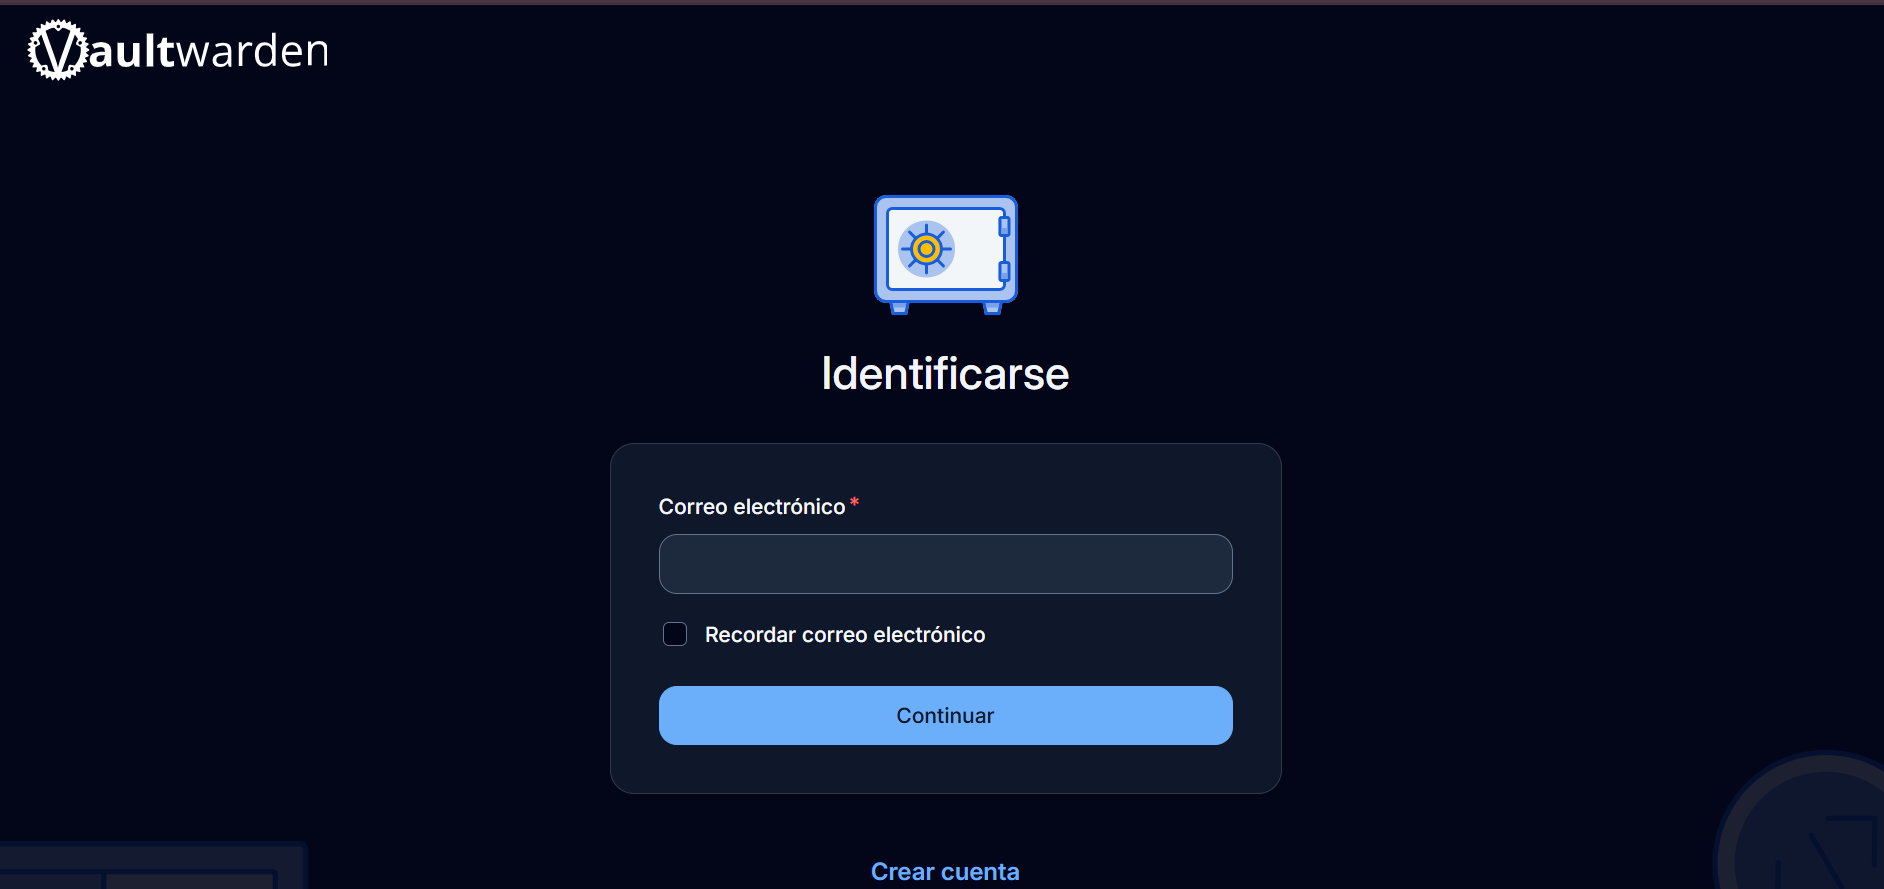 Vaultwarden
Identificarse
Correo electrónico *
Recordar correo electrónico
Continuar
Crear cuenta